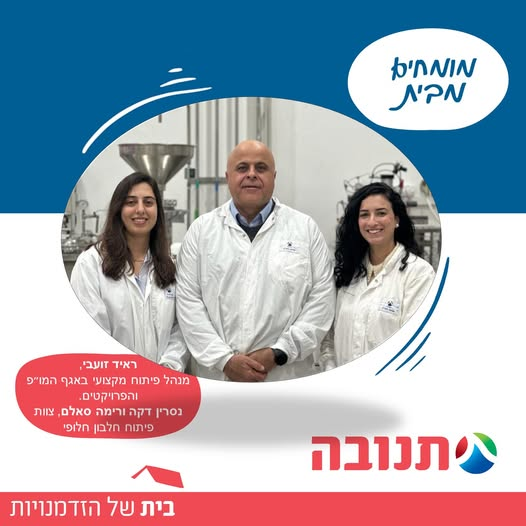 מומחים
מבית
ראיד זועבי,
מנהל פיתוח מקצועי באגף המו"פ
והפרויקטים.
נסרין דקה ורימה סאלם, צוות
פיתוח חלבון חלופי
תנובה
בית של הזדמנויות